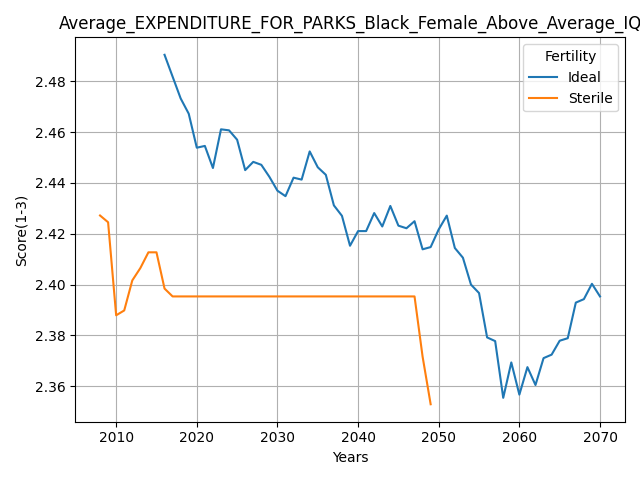 Average_EXPENDITURE_FOR_PARKS_Black_Female_Above_Average_IQ
Fertility
Ideal
Sterile
Score(1-3)
2.48
2.46
2.44
2.42
2.40
2.38
2.36
2010 2020 2030 2040 2050 2060 2070
Years